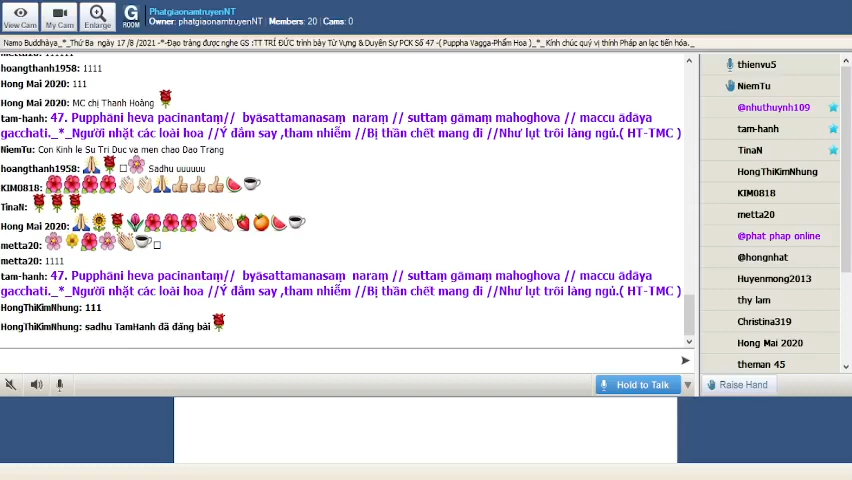 PhatgiaonamtruyenNT
Owner: phatgiaonamtruyenNT | Members: 20 | Cams: 0
View Cam
My Cam
Enlarge
G
ROOM
Namo Buddhàya_*_Thứ Ba ngày 17 /8 /2021 -*-Đạo tràng được nghe GS :TT TRÍ ĐỨC trình bày Từ Vựng & Duyên Sự PCK Số 47 -( Puppha Vagga-Phẩm Hoa )_*_ Kính chúc quý vị thính Pháp an lạc tiến hóa._
hoangthanh1958: 1111
Hong Mai 2020: 111
Hong Mai 2020: MC chị Thanh Hoàng
tam-hanh: 47. Pupphāni heva pacinantaṃ// byāsattamanasaṃ naraṃ // suttaṃ gāmaṃ mahoghova // maccu ādāya
gacchati._*_Người nhặt các loài hoa //Ý đắm say ,tham nhiễm //Bị thần chết mang đi //Như lụt trôi làng ngủ.( HT-TMC )
NiemTu: Con Kinh le Su Tri Duc va men chao Dao Trang
hoangthanh1958: Sadhu uuuuuu
KIM0818:
TinaN:
Hong Mai 2020:
metta20:
metta20: 1111
tam-hanh: 47. Pupphāni heva pacinantaṃ// byāsattamanasaṃ naraṃ // suttaṃ gāmaṃ mahoghova // maccu ādāya
gacchati._*_Người nhặt các loài hoa //Ý đắm say ,tham nhiễm //Bị thần chết mang đi //Như lụt trôi làng ngủ.( HT-TMC )
HongThiKimNhung: 111
HongThiKimNhung: sadhu TamHanh đã đăng bài
Hold to Talk
thienvu5
NiemTu
@nhuthuynh109
tam-hanh
TinaN
HongThiKimNhung
KIM0818
metta20
@phat phap online
@hongnhat
Huyenmong2013
thy lam
Christina319
Hong Mai 2020
theman 45
Raise Hand